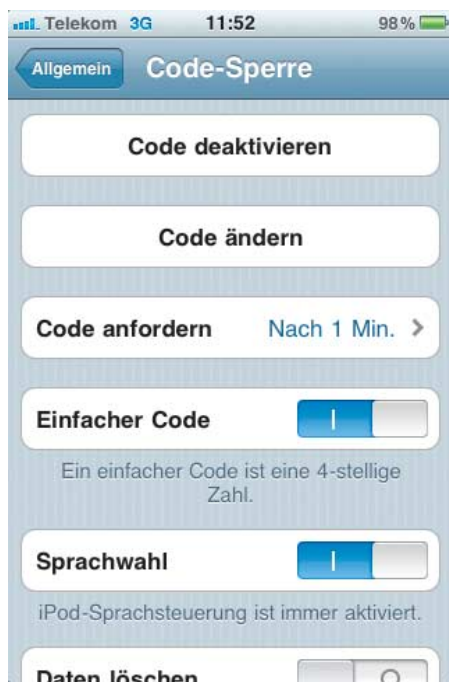 Telekom 3G 11:52 98 %
Allgemein Code-Sperre
Code deaktivieren
Code ändern
Code anfordern Nach 1 Min.
Einfacher Code
Ein einfacher Code ist eine 4-stellige
Zahl.
Sprachwahl
iPod-Sprachsteuerung ist immer aktiviert.
Daten löschen